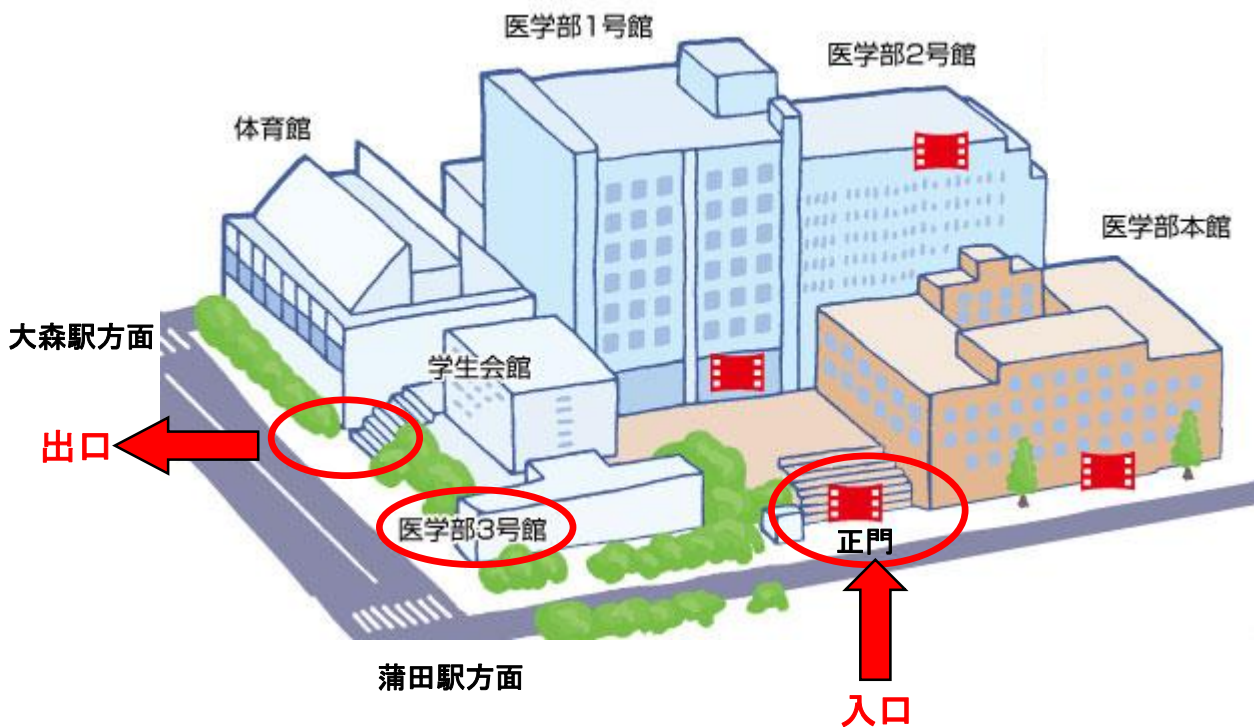 医学部1号館
医学部2号館
体育館
医学部本館
大森駅方面
学生会館
出口
医学部3号館
正門
蒲田駅方面
入口